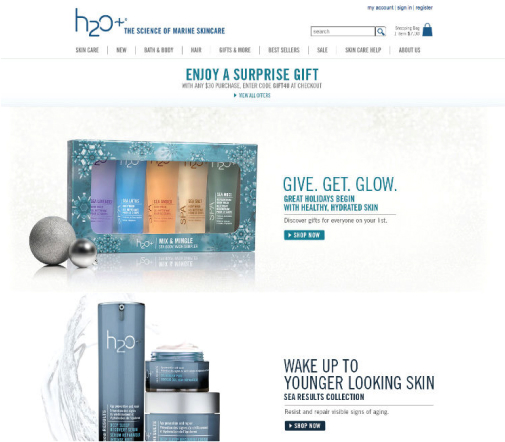 my account | sign in | register
h2o+
THE SCIENCE OF MARINE SKINCARE
search
Shopping Bag
1 item
SKIN CARE | NEW | BATH & BODY | HAIR | GIFTS & MORE | BEST SELLERS | SALE | SKIN CARE HELP | ABOUT US
ENJOY A SURPRISE GIFT
WITH ANY $30 PURCHASE, ENTER CODE AT CHECKOUT
VIEW ALL OFFERS
h2o+
MIX & MINGLE
GIVE. GET. GLOW.
GREAT HOLIDAYS BEGIN
WITH HEALTHY, HYDRATED SKIN
Discover gifts for everyone on your list.
SHOP NOW
h2o
WAKE UP TO
YOUNGER LOOKING SKIN
SEA RESULTS COLLECTION
Resist and repair visible signs of aging.
SHOP NOW